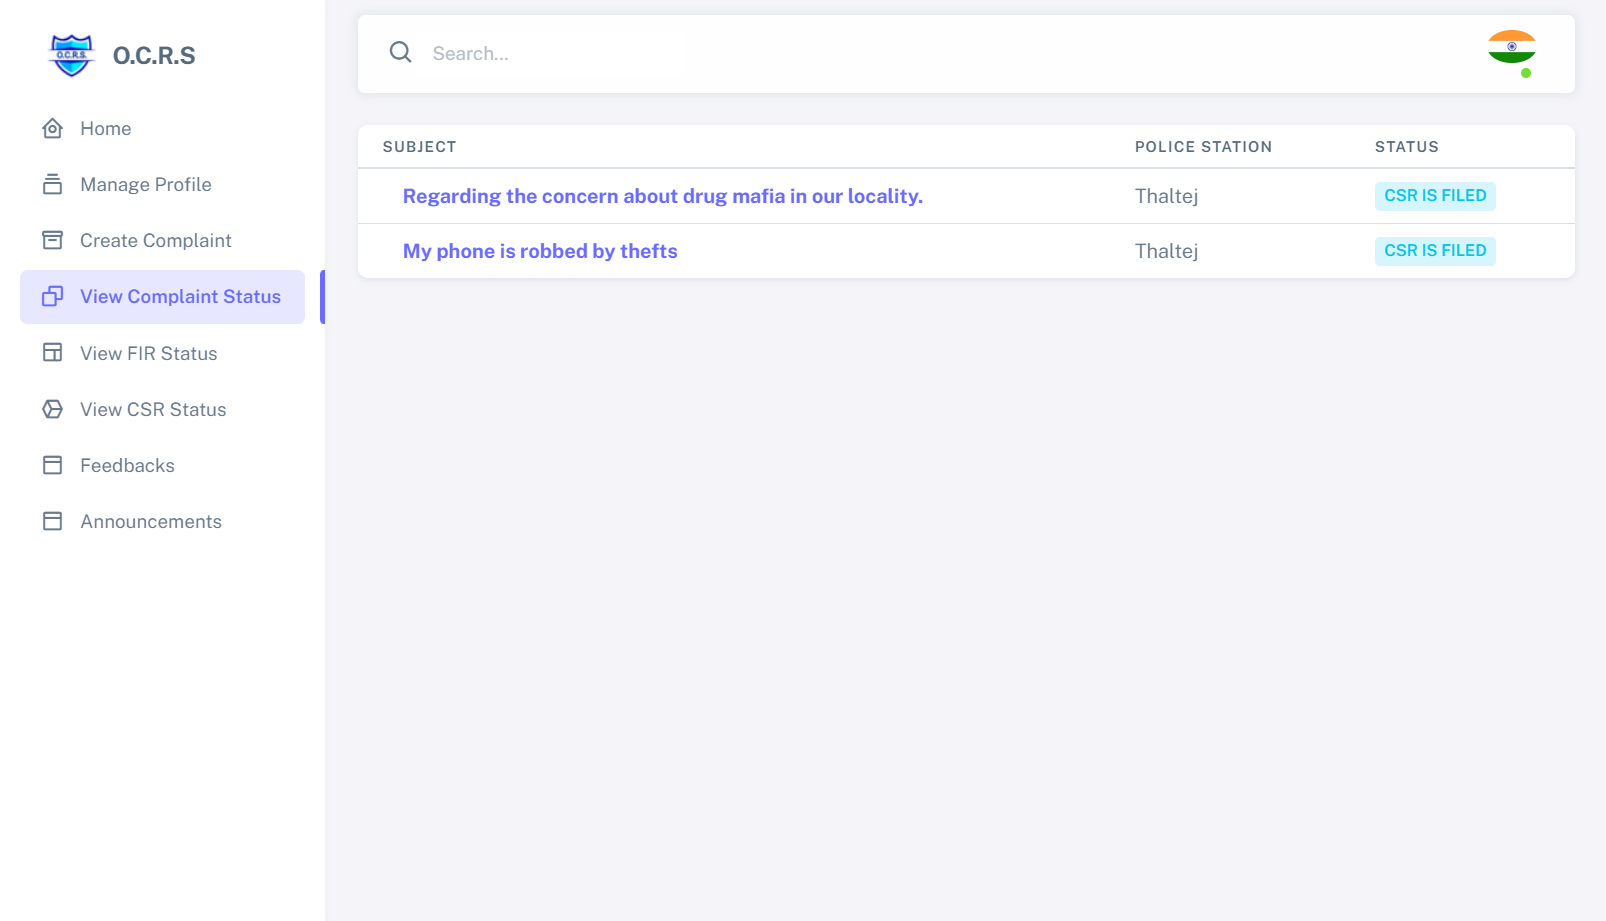 O.C.R.S.
O.C.R.S
Home
Manage Profile
Create Complaint
View Complaint Status
View FIR Status
View CSR Status
Feedbacks
Announcements
Search...
SUBJECT POLICE STATION STATUS
Regarding the concern about drug mafia in our locality. Thaltej CSR IS FILED
My phone is robbed by thefts Thaltej CSR IS FILED